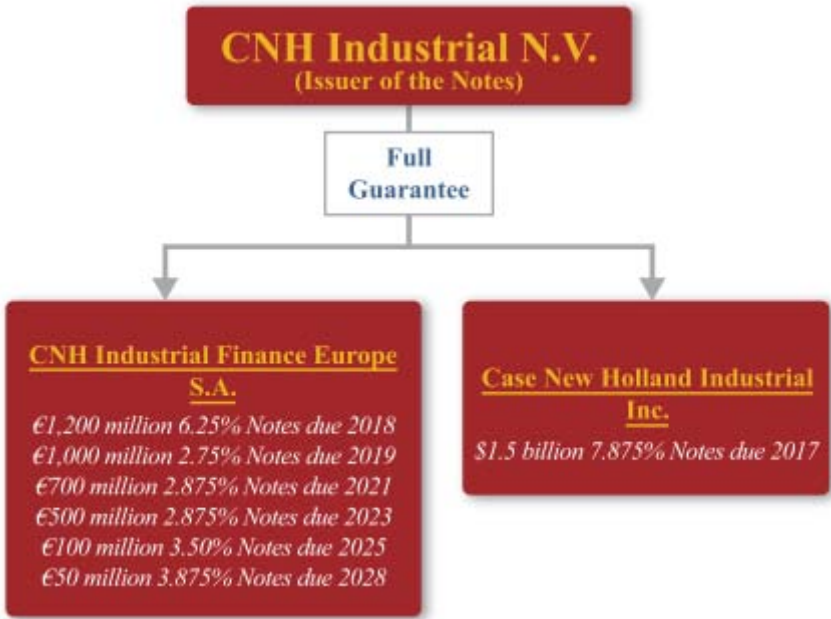 CNH Industrial N.V.
(Issuer of the Notes)
Full
Guarantee
CNH Industrial Finance Europe
S.A.
€1,200 million 6.25% Notes due 2018
€1,000 million 2.75% Notes due 2019
€700 million 2.875% Notes due 2021
€500 million 2.875% Notes due 2023
€100 million 3.50% Notes due 2025
€50 million 3.875% Notes due 2028
Case New Holland Industrial
Inc.
$1.5 billion 7.875% Notes due 2017